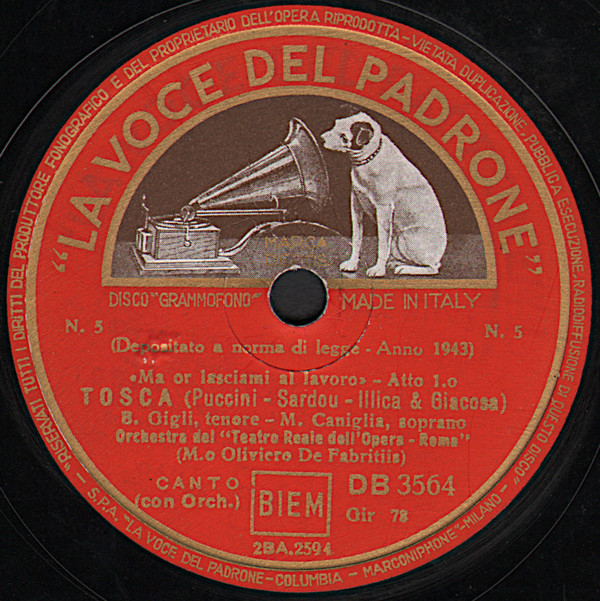 "RISERVATI TUTTI I DIRITTI DEL PRODUTTORE FONOGRAFICO E DEL PROPRIETARIO DELL'OPERA RIPRODOTTA - VIETATA DUPLICAZIONE, PUBBLICA ESECUZIONE, RADIODIFFUSIONE DI QUESTO DISCO"
"LA VOCE DEL PADRONE"
MARCA
DISCO "GRAMMOFONO" MADE IN ITALY
N. 5 N. 5
(Depositato a norma di legge - Anno 1943)
«Ma or lasciami al lavoro» - Atto 1.o
TOSCA (Puccini - Sardou - Illica & Giacosa)
B. Gigli, tenore - M. Caniglia, soprano
Orchestra del "Teatro Reale dell'Opera - Roma"
(M.o Oliviero De Fabritiis)
CANTO BIEM DB 3564
(con Orch.) Gir 78
2BA.2594
- S.P.A. "LA VOCE DEL PADRONE - COLUMBIA - MARCONIPHONE" - MILANO -